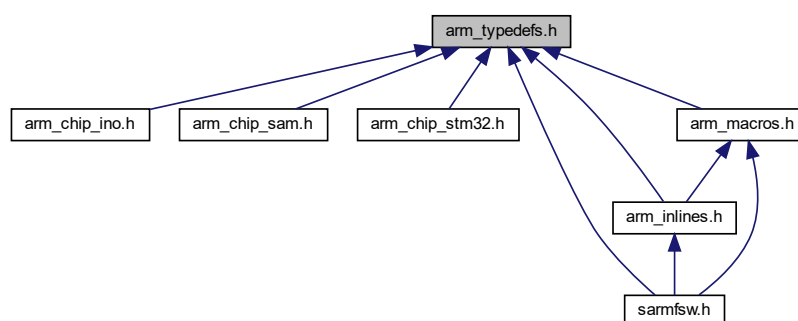 arm_typedefs.h
arm_chip_ino.h
arm_chip_sam.h
arm_chip_stm32.h
arm_macros.h
arm_inlines.h
sarmfsw.h